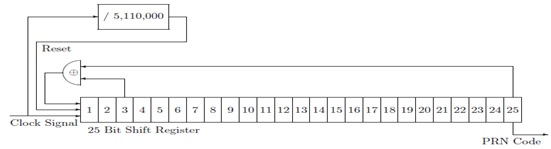 / 5,110,000
Reset
⊕
1 2 3 4 5 6 7 8 9 10 11 12 13 14 15 16 17 18 19 20 21 22 23 24 25
Clock Signal
25 Bit Shift Register
PRN Code